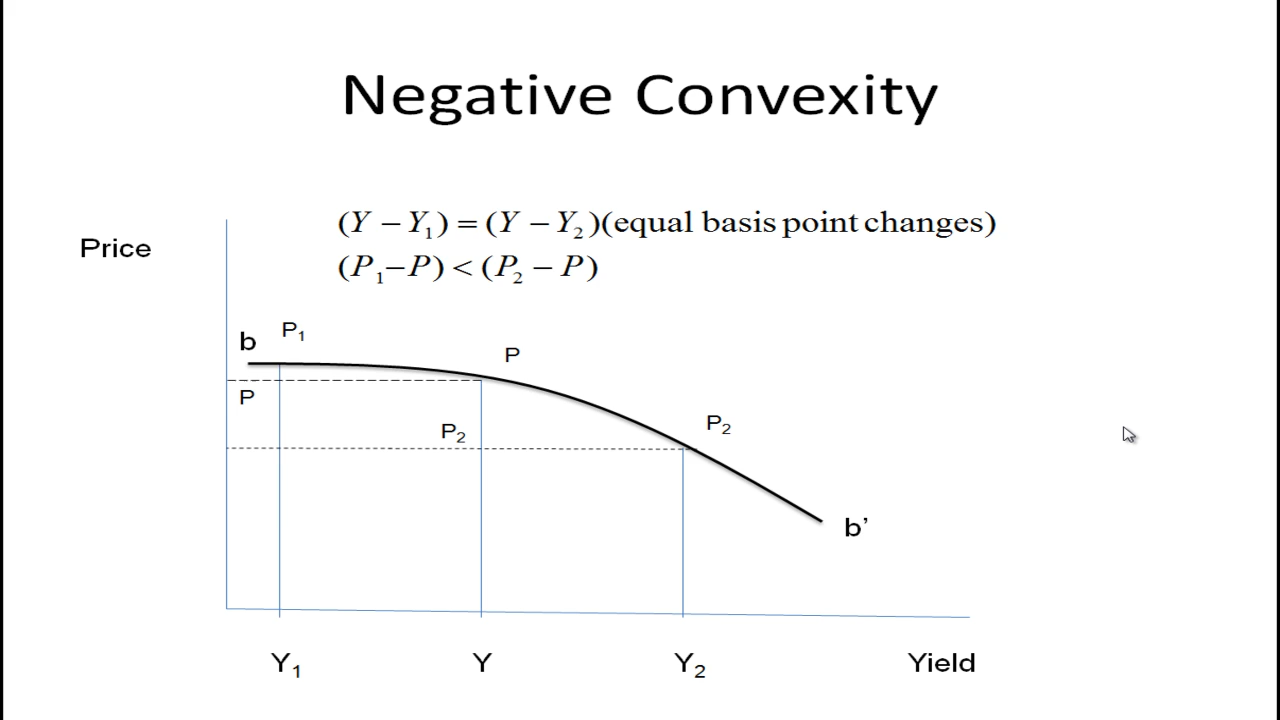 Negative Convexity
(Y – Y₁) = (Y – Y₂)(equal basis point changes)
Price
(P₁–P) < (P₂ – P)
b P₁
P
P
P₂
P₂
b’
Y₁ Y Y₂ Yield